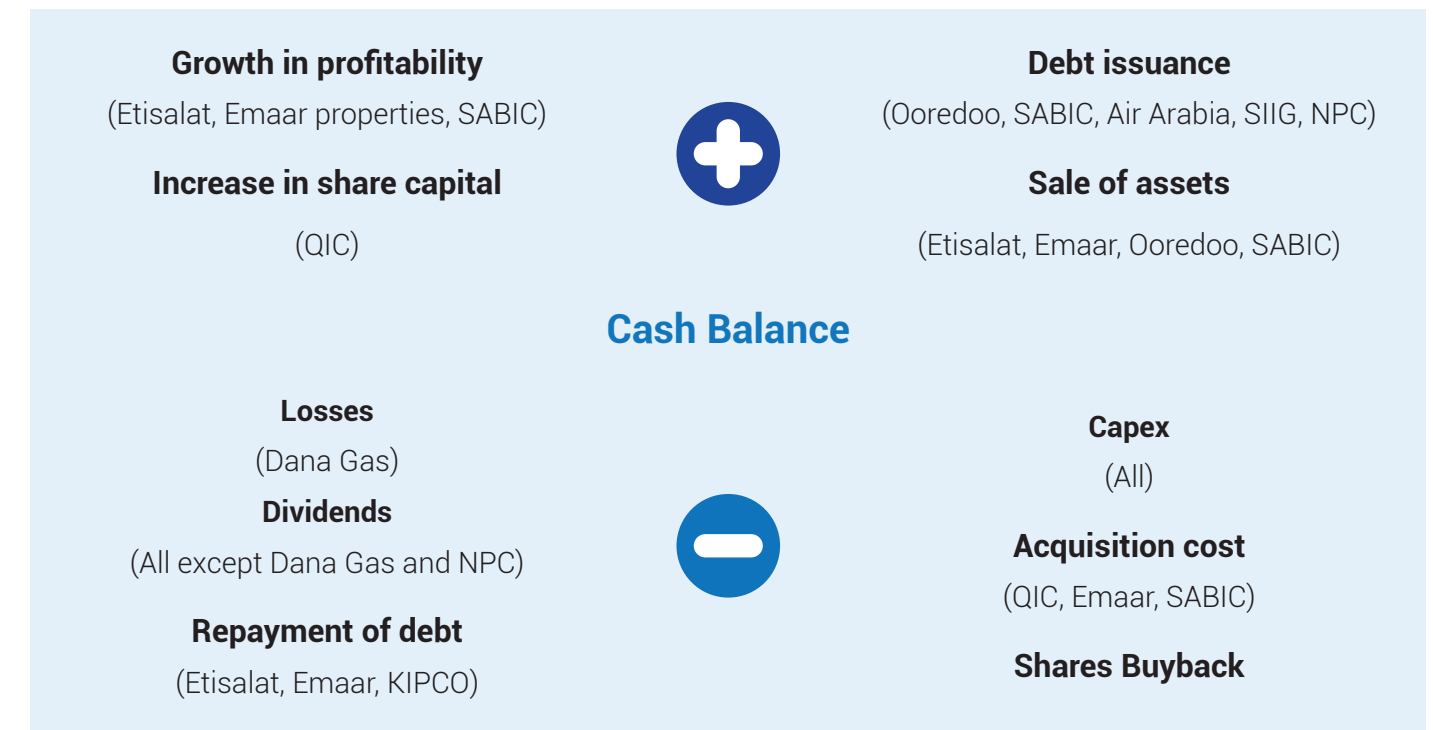 Growth in profitability
(Etisalat, Emaar properties, SABIC)
Increase in share capital
(QIC)
Debt issuance
(Ooredoo, SABIC, Air Arabia, SIIG, NPC)
Sale of assets
(Etisalat, Emaar, Ooredoo, SABIC)
Cash Balance
Losses
(Dana Gas)
Dividends
(All except Dana Gas and NPC)
Repayment of debt
(Etisalat, Emaar, KIPCO)
Capex
(All)
Acquisition cost
(QIC, Emaar, SABIC)
Shares Buyback